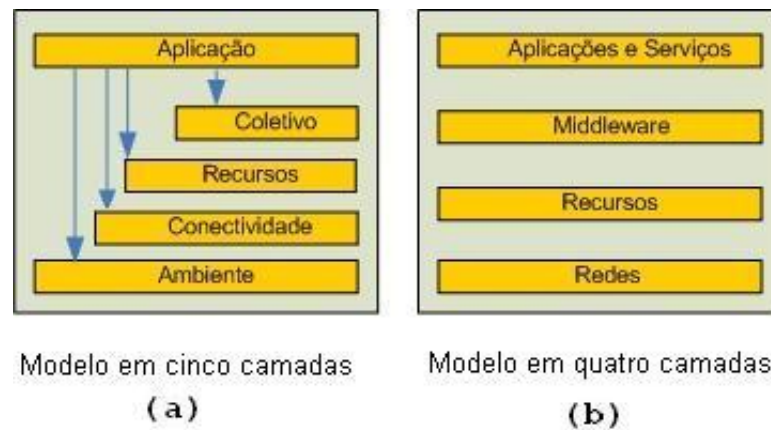 Aplicação
Coletivo
Recursos
Conectividade
Ambiente
Modelo em cinco camadas
(a)
Aplicações e Serviços
Middleware
Recursos
Redes
Modelo em quatro camadas
(b)